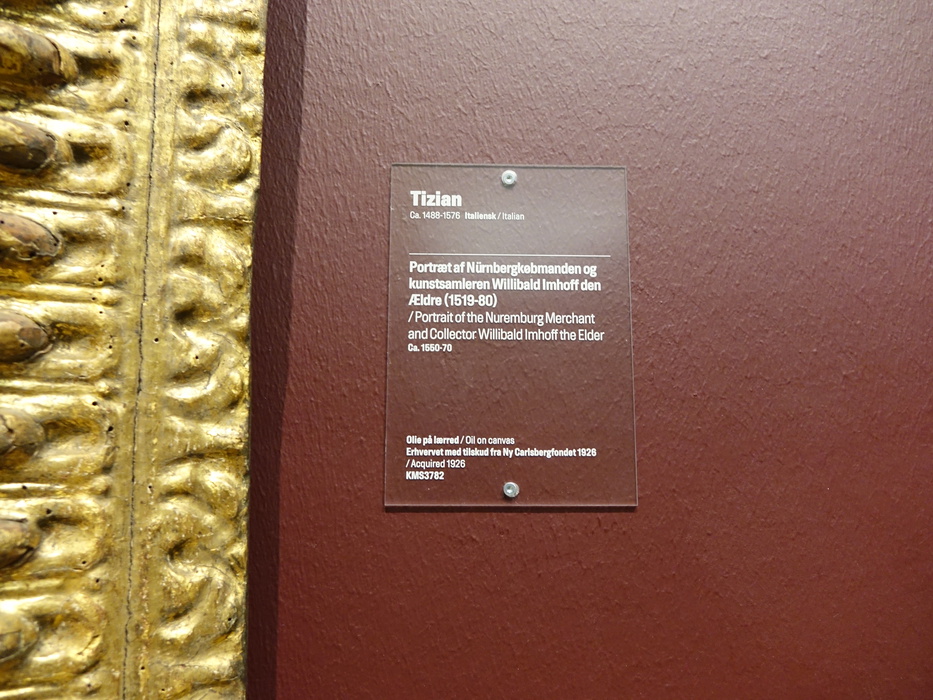 Tizian
Ca. 1488-1576 Italiensk / Italian
Portræt af Nürnbergkøbmanden og
kunstsamleren Willibald Imhoff den
Ældre (1519-80)
/ Portrait of the Nuremburg Merchant
and Collector Willibald Imhoff the Elder
Ca. 1550-70
Olie på lærred / Oil on canvas
Erhvervet med tilskud fra Ny Carlsbergfondet 1926
/ Acquired 1926
KMS3782